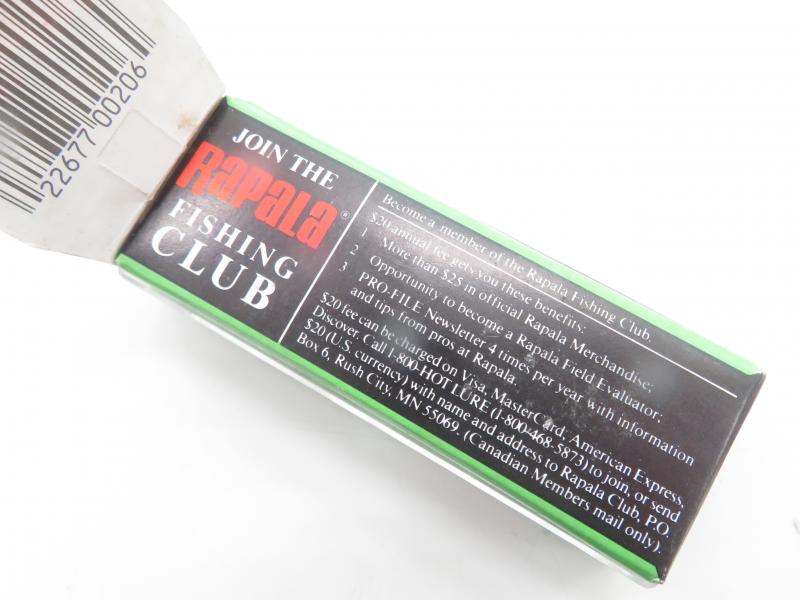 22677 00206
JOIN THE
Rapala®
FISHING
CLUB
Become a member of the Rapala Fishing Club.
$20 annual fee gets you these benefits:
1 More than $25 in official Rapala Merchandise;
2 Opportunity to become a Rapala Field Evaluator;
3 PRO-FILE Newsletter 4 times per year with information
and tips from pros at Rapala.
$20 fee can be charged on Visa, MasterCard, American Express,
Discover. Call 1-800-HOT LURE (1-800-468-5873) to join, or send
$20 (U.S. currency) with name and address to Rapala Club, P.O.
Box 6, Rush City, MN 55069. (Canadian Members
mail only).